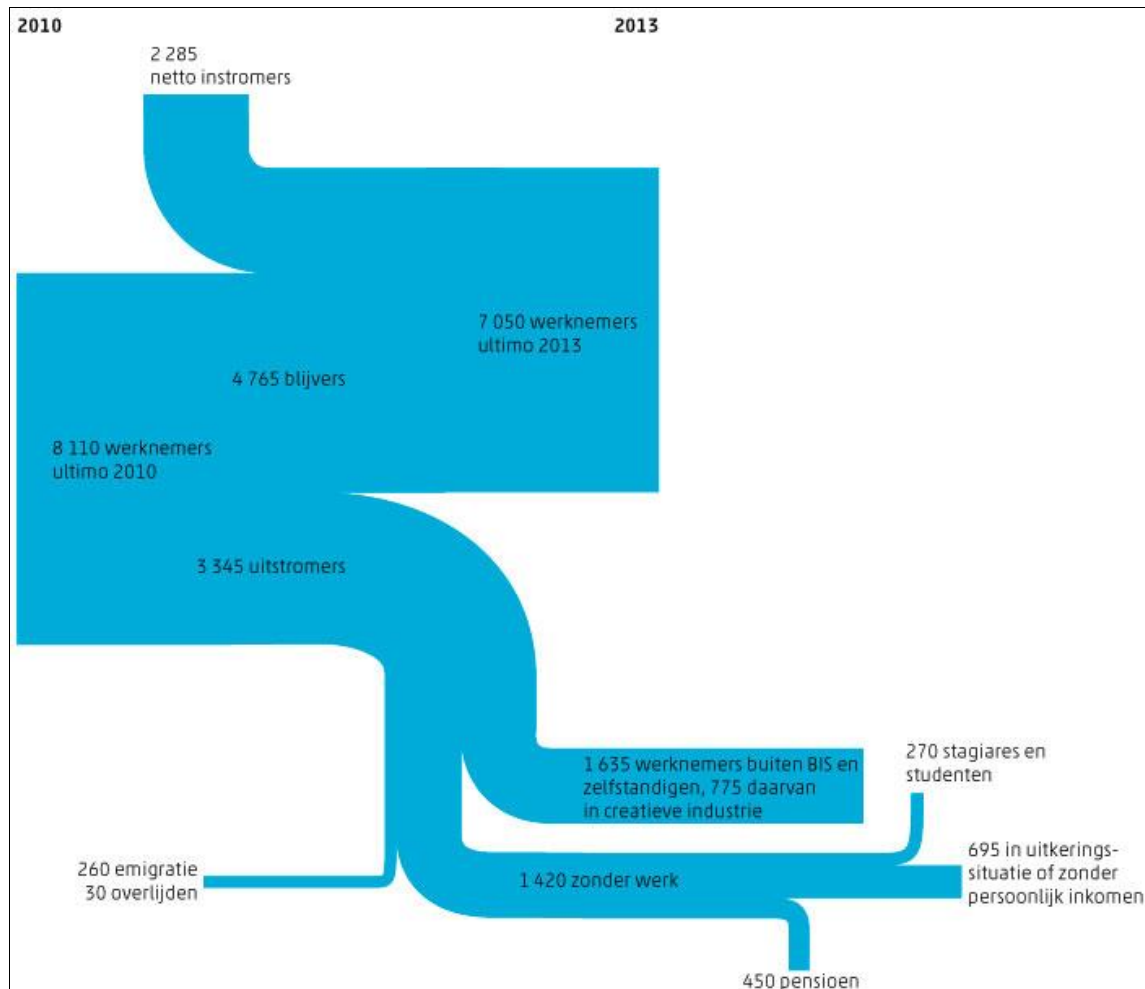 2010
2013
2 285
netto instromers
7 050 werknemers
ultimo 2013
4 765 blijvers
8 110 werknemers
ultimo 2010
3 345 uitstromers
1 635 werknemers buiten BIS en
zelfstandigen, 775 daarvan
in creatieve industrie
270 stagiares en
studenten
260 emigratie
30 overlijden
1 420 zonder werk
695 in uitkerings-
situatie of zonder
persoonlijk inkomen
450 pensioen